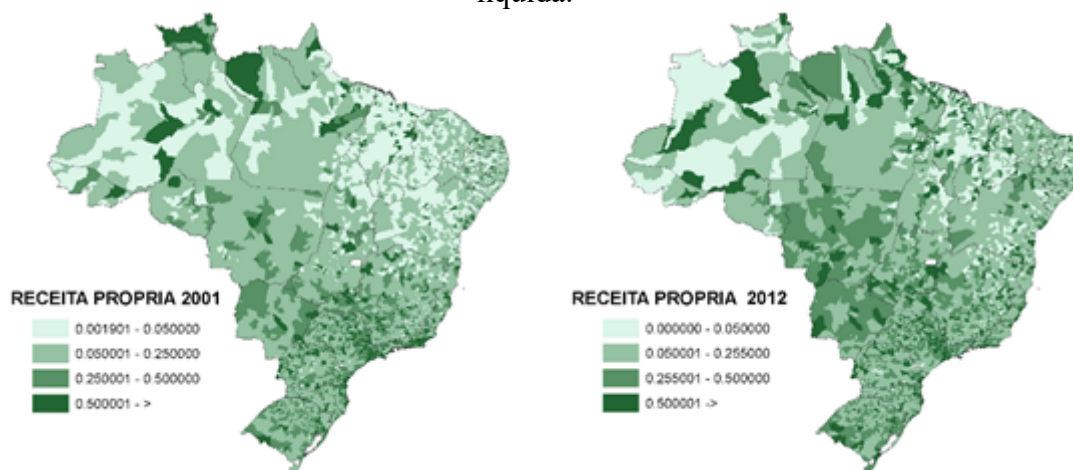 líquida.
RECEITA PROPRIA 2001
0.001901 - 0.050000
0.050001 - 0.250000
0.250001 - 0.500000
0.500001 - >
RECEITA PROPRIA 2012
0.000000 - 0.050000
0.050001 - 0.255000
0.255001 - 0.500000
0.500001 ->